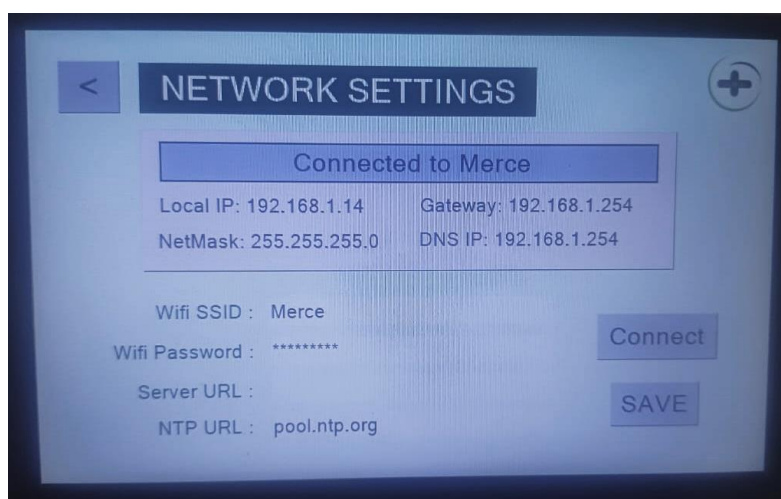 < NETWORK SETTINGS
Connected to Merce
Local IP: 192.168.1.14 Gateway: 192.168.1.254
NetMask: 255.255.255.0 DNS IP: 192.168.1.254
Wifi SSID : Merce
Wifi Password : *********
Connect
Server URL :
SAVE
NTP URL : pool.ntp.org